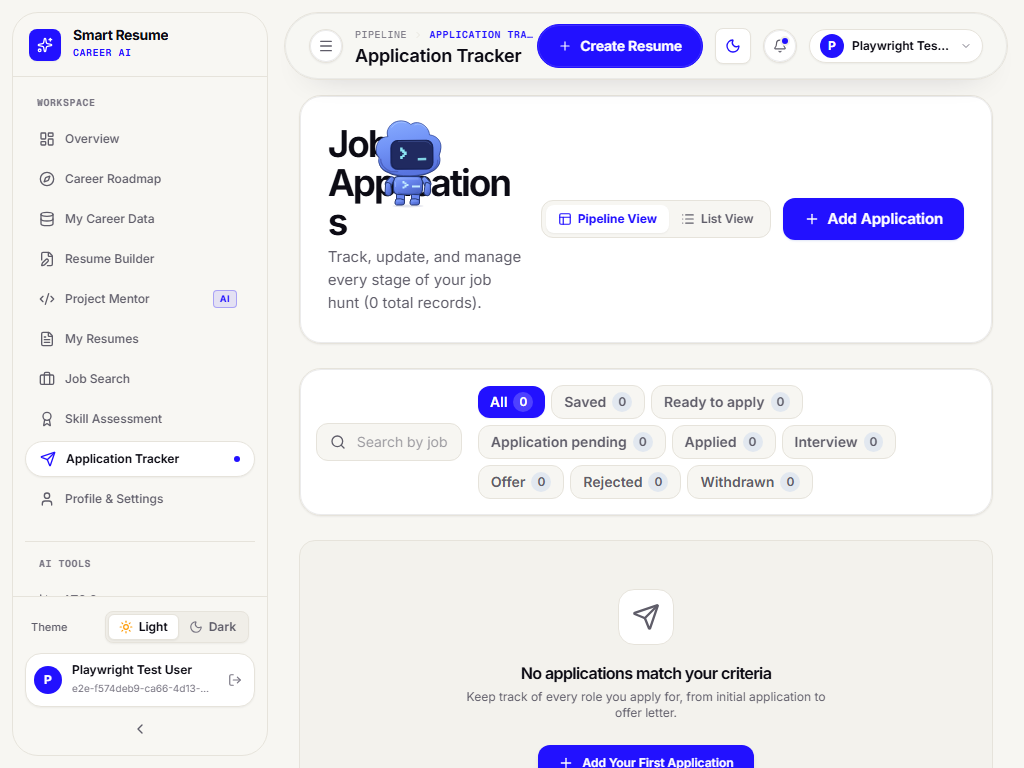 Smart Resume
CAREER AI
WORKSPACE
Overview
Career Roadmap
My Career Data
Resume Builder
Project Mentor AI
My Resumes
Job Search
Skill Assessment
Application Tracker
Profile & Settings
AI TOOLS
Theme Light Dark
P Playwright Test User
e2e-f574deb9-ca66-4d13-...
PIPELINE APPLICATION TRA...
Application Tracker
Create Resume
P Playwright Tes...
Job
Application
s
Track, update, and manage
every stage of your job
hunt (0 total records).
Pipeline View List View
Add Application
Search by job
All 0 Saved 0 Ready to apply 0
Application pending 0 Applied 0 Interview 0
Offer 0 Rejected 0 Withdrawn 0
No applications match your criteria
Keep track of every role you apply for, from initial application to
offer letter.
Add Your First Application